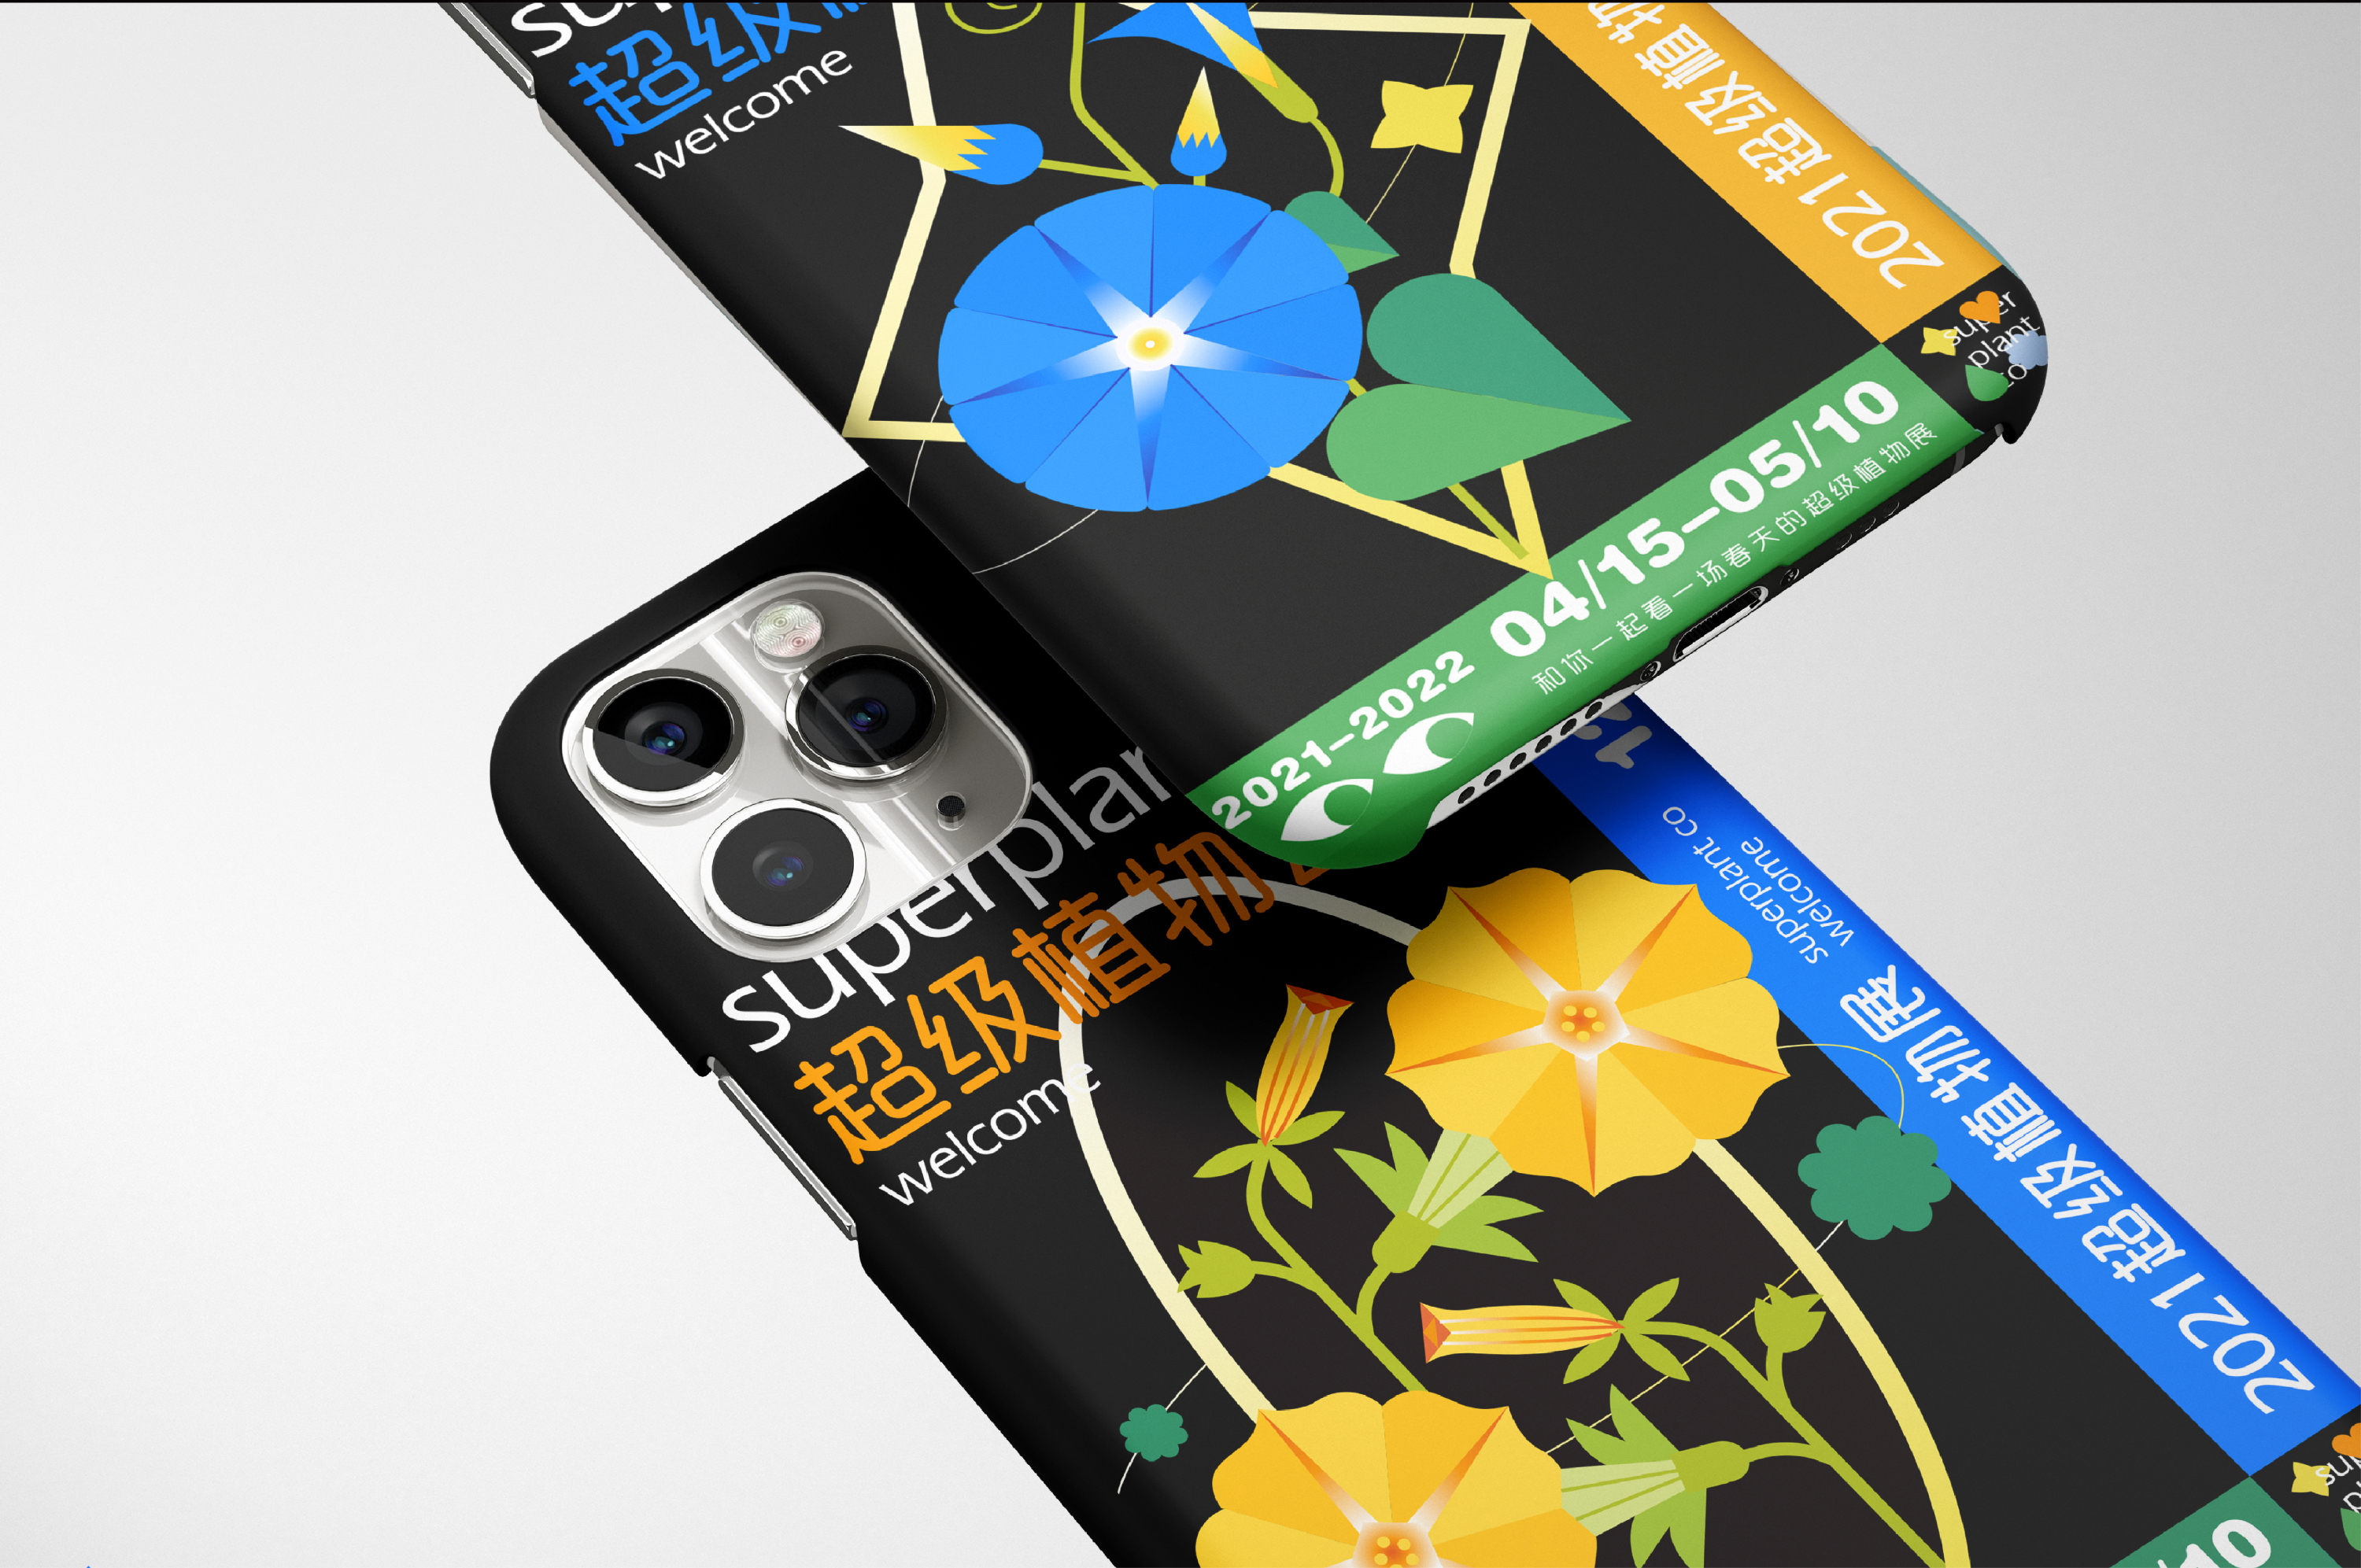 超级
welcome
2021超级植物
super
plant
co
2021-2022
04/15-05/10
和你一起看一场春天的超级植物展
superplan
超级植物
welcome
superplant co
welcome
2021超级植物展
10